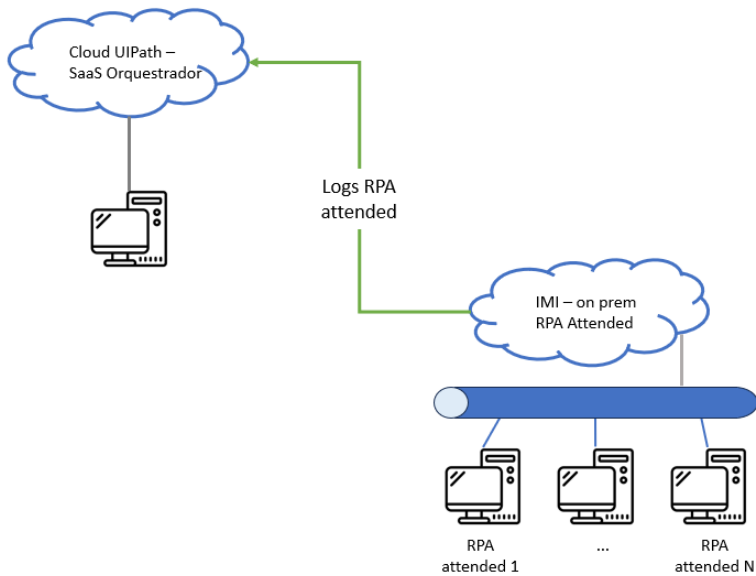 Cloud UIPath –
SaaS Orquestrador
Logs RPA
attended
IMI – on prem
RPA Attended
RPA
attended 1
...
RPA
attended N